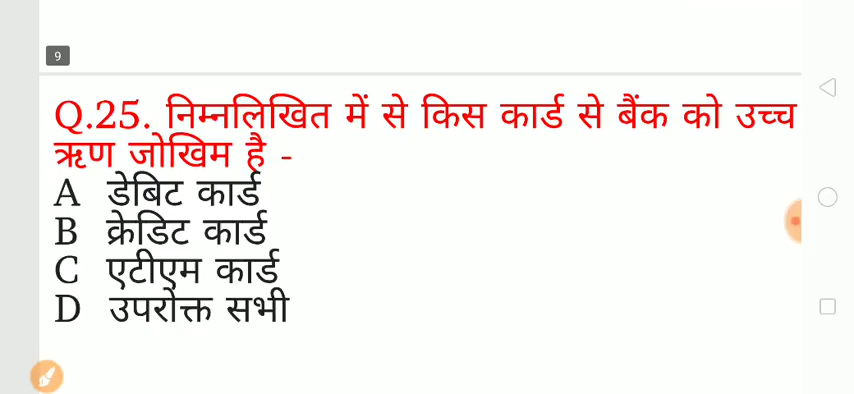 9
Q.25. निम्नलिखित में से किस कार्ड से बैंक को उच्च
ऋण जोखिम है -
A डेबिट कार्ड
B क्रेडिट कार्ड
C एटीएम कार्ड
D उपरोक्त सभी